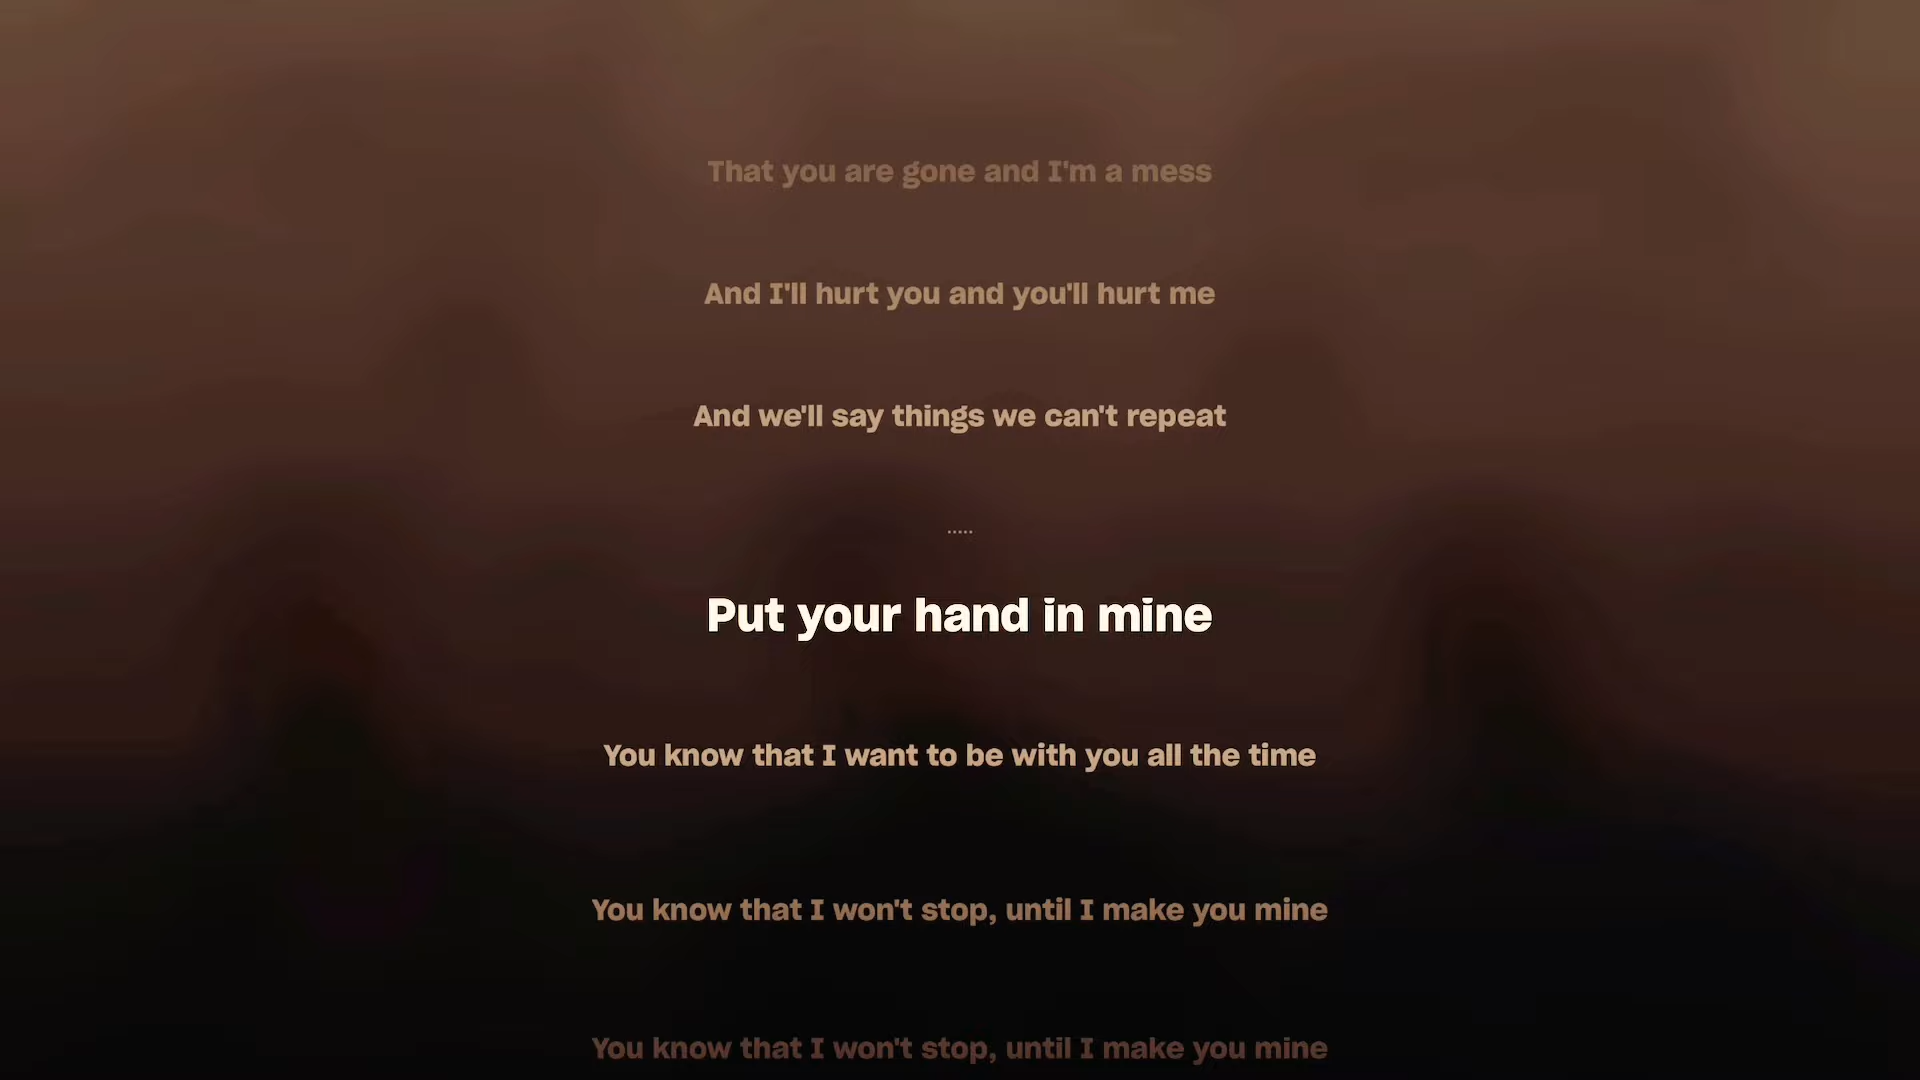 That you are gone and I'm a mess
And I'll hurt you and you'll hurt me
And we'll say things we can't repeat
.....
Put your hand in mine
You know that I want to be with you all the time
You know that I won't stop, until I make you mine
You know that I won't stop, until I make you mine